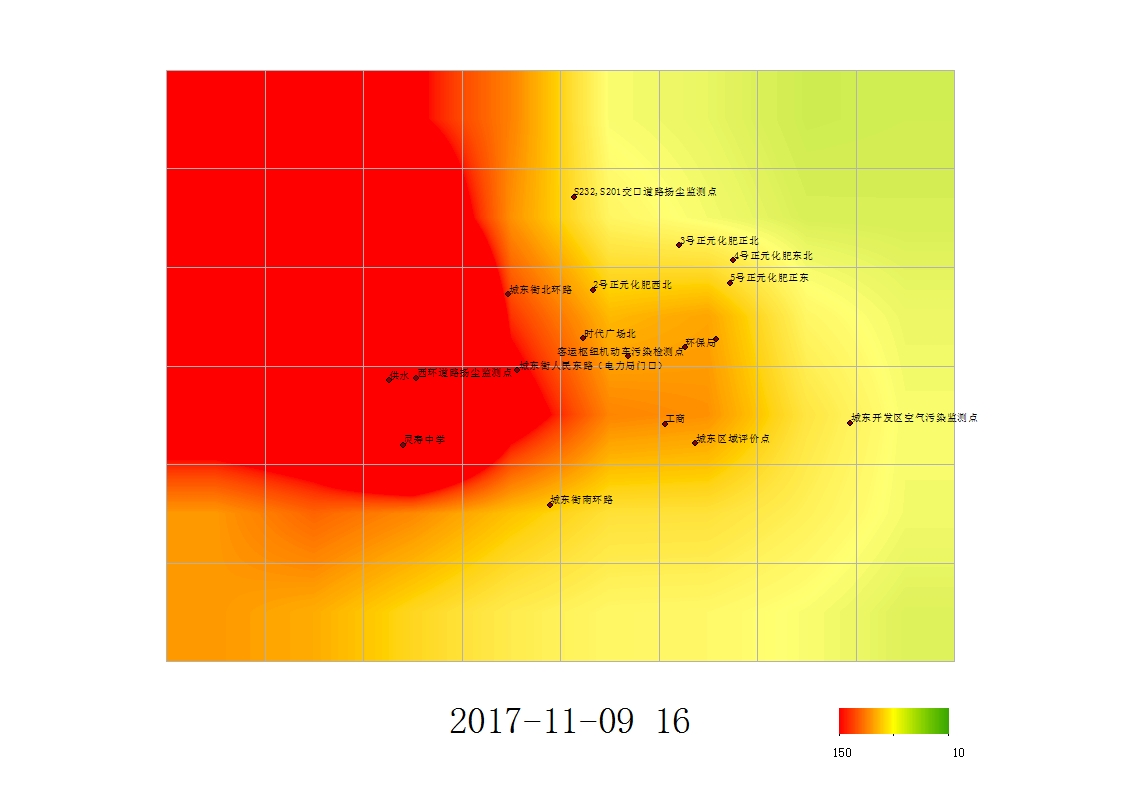 S232,S201交口道路扬尘监测点
3号正元化肥正北
4号正元化肥东北
5号正元化肥正东
2号正元化肥西北
城东街北环路
时代广场北
环保局
客运枢纽机动车污染检测点
城东街人民东路（电力局门口）
西环道路扬尘监测点
供水
工商
城东开发区空气污染监测点
城东区域评价点
灵寿中学
城东街南环路
2017-11-09 16
150
10